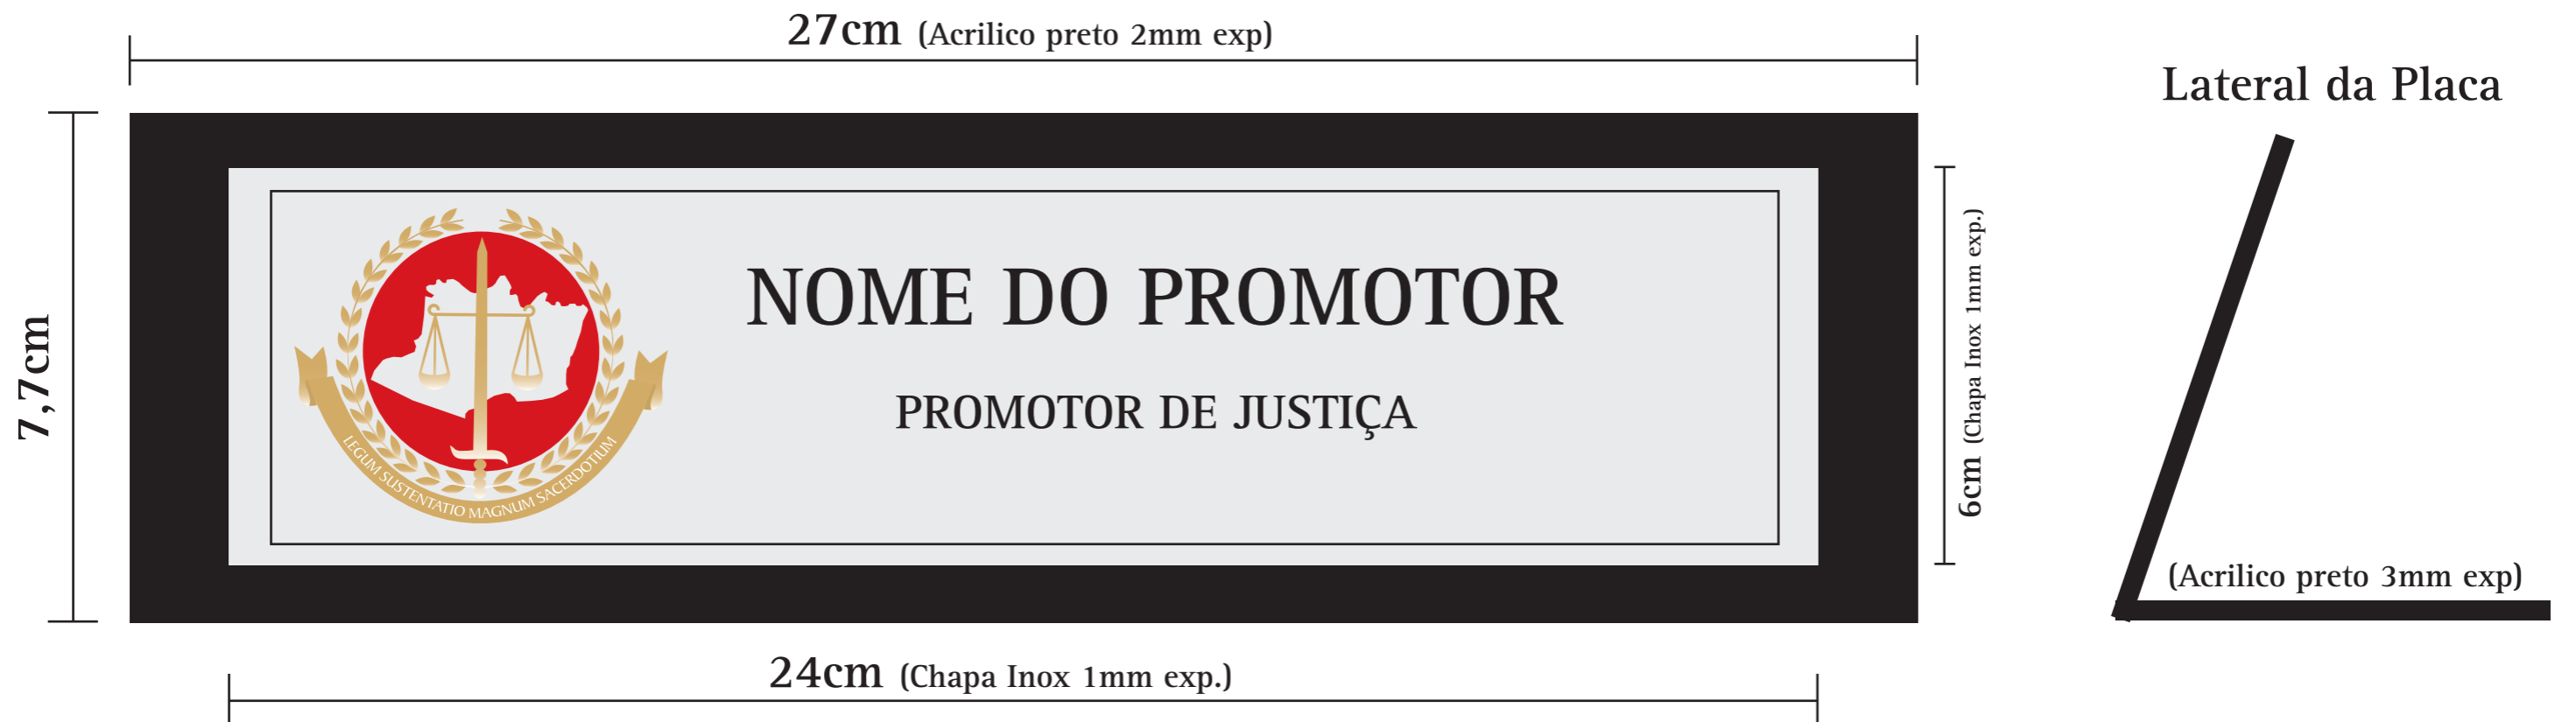 27cm (Acrilico preto 2mm exp)
Lateral da Placa
7,7cm
NOME DO PROMOTOR
PROMOTOR DE JUSTIÇA
LEGUM SUSTENTATIO MAGNUM SACERDOTIUM
6cm (Chapa Inox 1mm exp.)
(Acrilico preto 3mm exp)
24cm (Chapa Inox 1mm exp.)